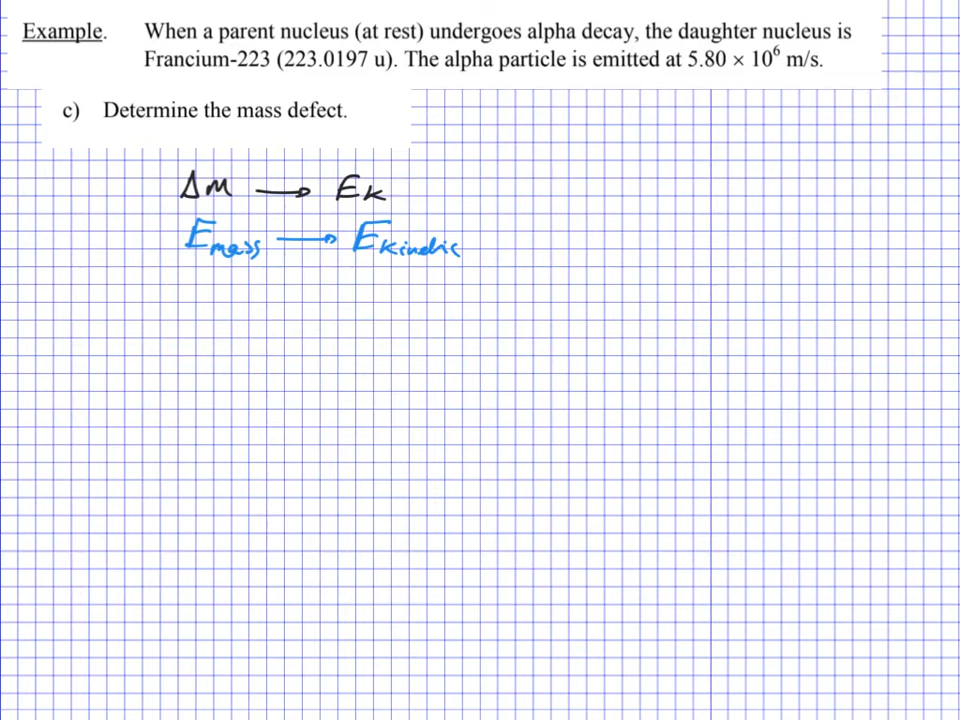 Example. When a parent nucleus (at rest) undergoes alpha decay, the daughter nucleus is
Francium-223 (223.0197 u). The alpha particle is emitted at 5.80 × 10⁶ m/s.
c) Determine the mass defect.
Δm → Ek
Emass → Ekinetic